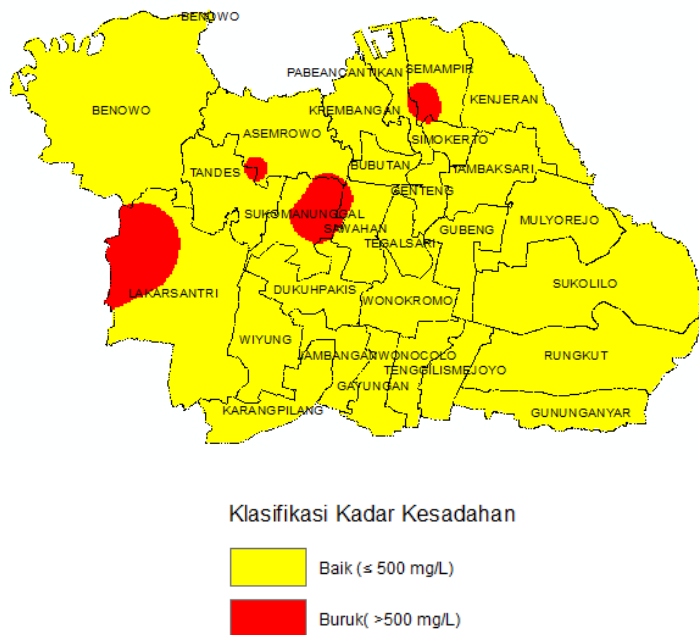 BENOWO
PABEANCANTIKAN
SEMAMPIR
BENOWO
KREMBANGAN
KENJERAN
ASEMROWO
SIMOKERTO
TANDES
BUBUTAN
TAMBAKSARI
GENTENG
SUKOMANUNGGAL
SAWAHAN
GUBENG
MULYOREJO
TEGALSARI
SUKOLILO
LAKARSANTRI
DUKUHPAKIS
WONOKROMO
WIYUNG
JAMBANGAN
WONOCOLO
RUNGKUT
TENGGILISMEJOYO
GAYUNGAN
KARANGPILANG
GUNUNGANYAR
Klasifikasi Kadar Kesadahan
Baik (≤ 500 mg/L)
Buruk( >500 mg/L)